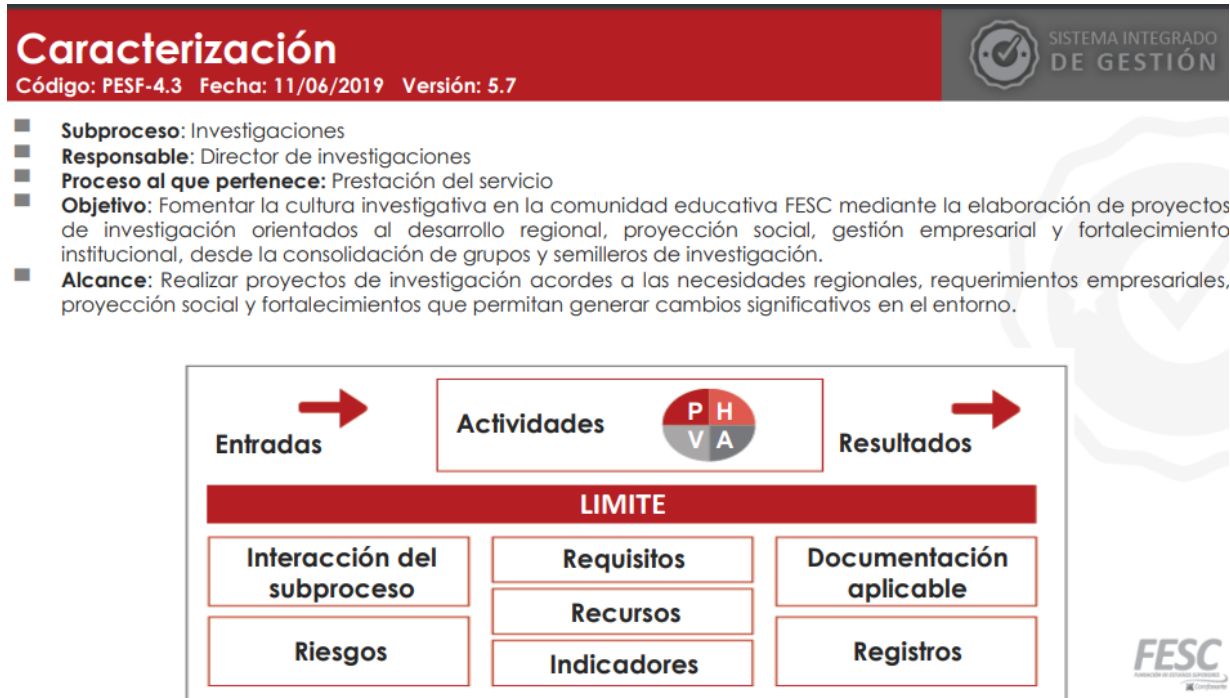 Caracterización
Código: PESF-4.3 Fecha: 11/06/2019 Versión: 5.7
SISTEMA INTEGRADO
DE GESTIÓN
Subproceso: Investigaciones
Responsable: Director de investigaciones
Proceso al que pertenece: Prestación del servicio
Objetivo: Fomentar la cultura investigativa en la comunidad educativa FESC mediante la elaboración de proyectos
de investigación orientados al desarrollo regional, proyección social, gestión empresarial y fortalecimiento
institucional, desde la consolidación de grupos y semilleros de investigación.
Alcance: Realizar proyectos de investigación acordes a las necesidades regionales, requerimientos empresariales,
proyección social y fortalecimientos que permitan generar cambios significativos en el entorno.
Entradas
Actividades
P H
V A
Resultados
LIMITE
Interacción del
subproceso
Requisitos
Documentación
aplicable
Recursos
Riesgos
Indicadores
Registros
FESC
FUNDACIÓN DE ESTUDIOS SUPERIORES